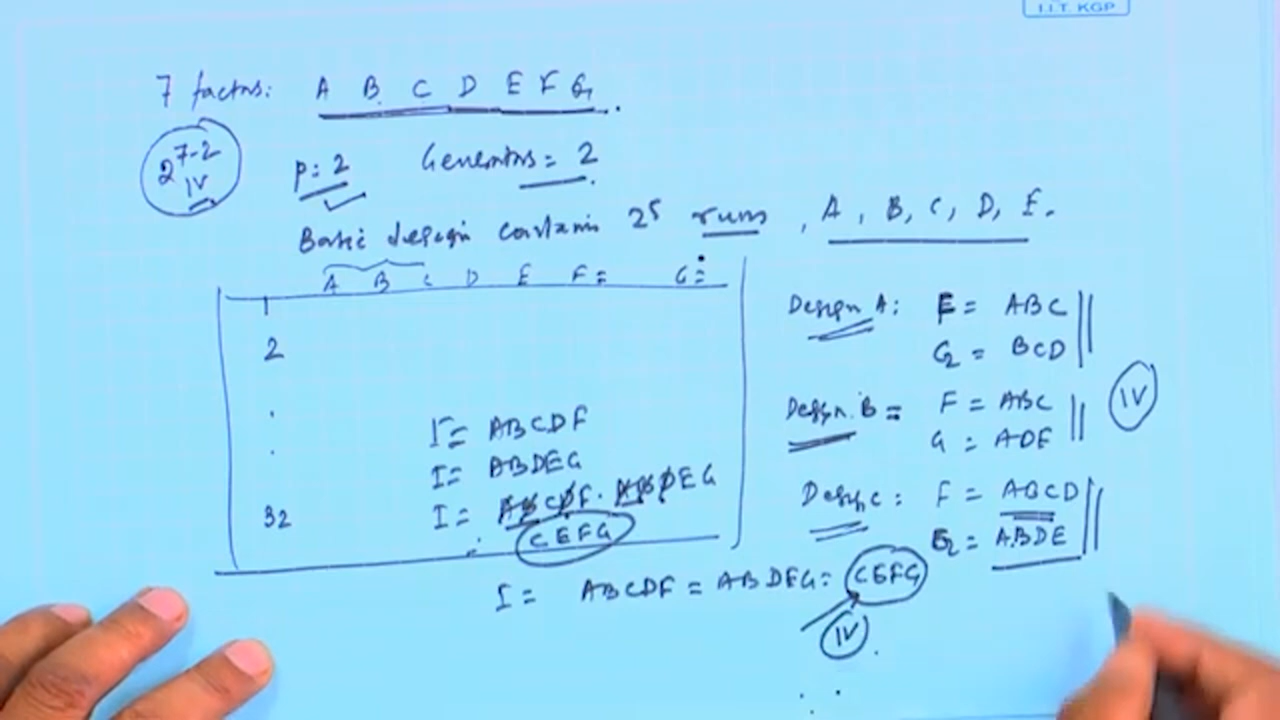 I.I.T. KGP
7 factors: A B C D E F G.
2^7-2 IV
P: 2 Generators = 2
Basic design contains 2^5 runs, A, B, C, D, E.
A B C D E F = G =
1
2
.
.
32
I = ABCDF
I = ABDEG
I = ABCDF. ABDEG
CEFG
I = ABCDF = ABDEG = CEFG
IV
Design A: F = ABC
G = BCD
Design B = F = ABC
G = ADE
IV
Design C: F = ABCD
G = ABDE